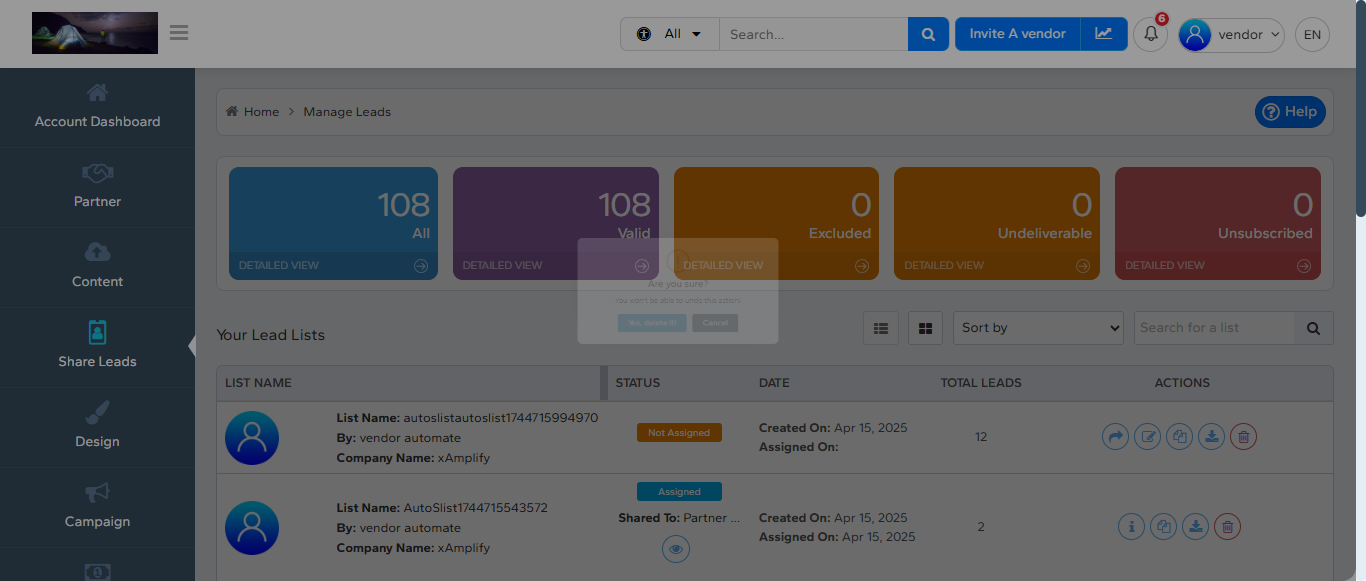 All
Search...
Invite A vendor
6
vendor
EN
Account Dashboard
Partner
Content
Share Leads
Design
Campaign
Home > Manage Leads
Help
108
All
DETAILED VIEW
108
Valid
DETAILED VIEW
0
Excluded
DETAILED VIEW
0
Undeliverable
DETAILED VIEW
0
Unsubscribed
DETAILED VIEW
Are you sure?
You won't be able to undo this action.
Yes, delete it!
Cancel
Your Lead Lists
Sort by
Search for a list
LIST NAME STATUS DATE TOTAL LEADS ACTIONS
List Name: autoslistautoslist1744715994970
By: vendor automate
Company Name: xAmplify
Not Assigned
Created On: Apr 15, 2025
Assigned On:
12
List Name: AutoSlist1744715543572
By: vendor automate
Company Name: xAmplify
Assigned
Shared To: Partner ...
Created On: Apr 15, 2025
Assigned On: Apr 15, 2025
2